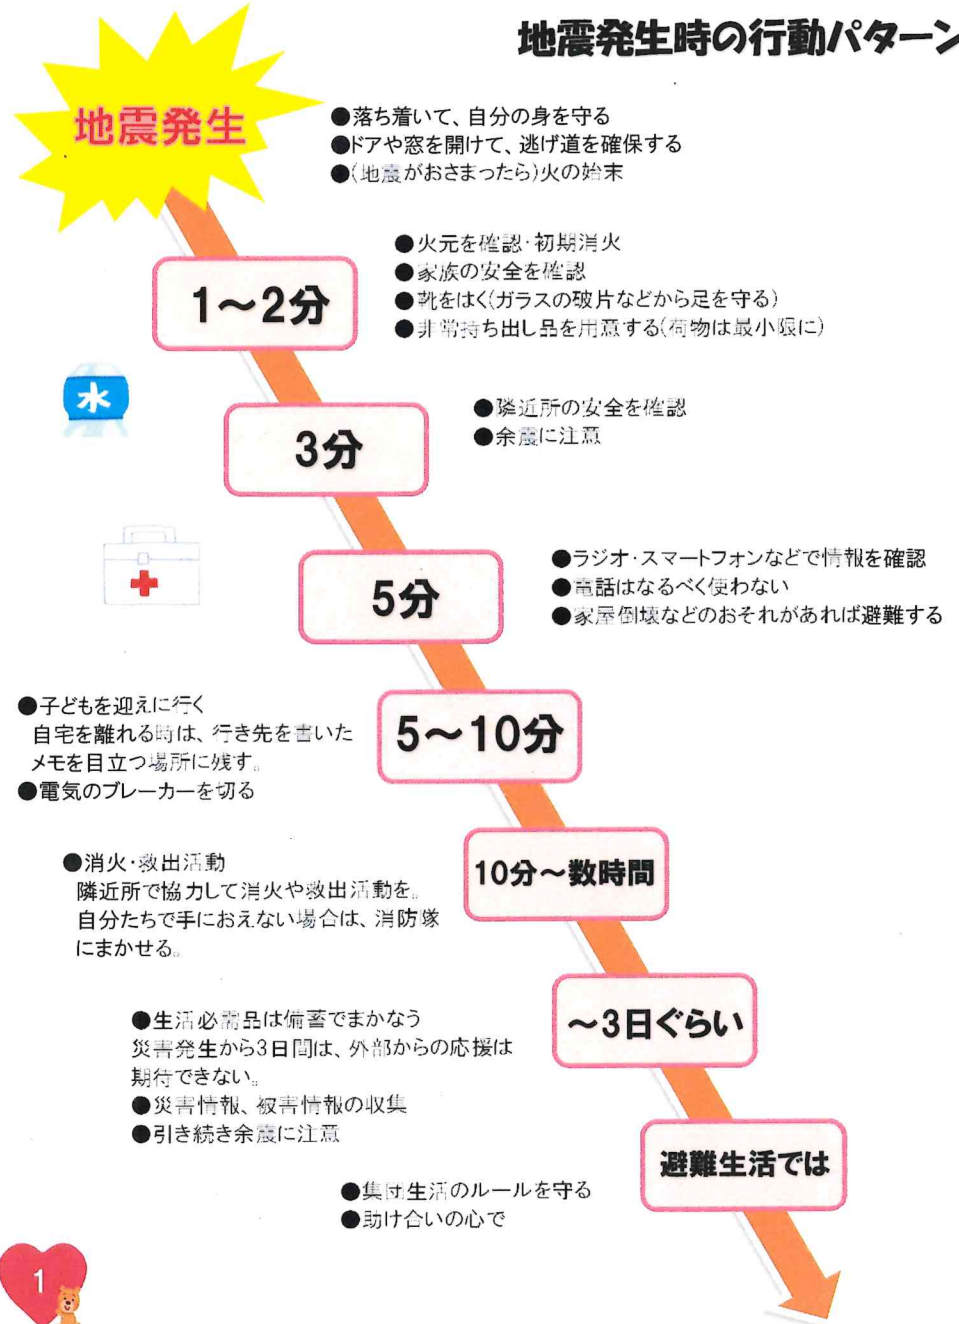 地震発生時の行動パターン
地震発生
●落ち着いて、自分の身を守る
●ドアや窓を開けて、逃げ道を確保する
●(地震がおさまったら)火の始末
1～2分
●火元を確認・初期消火
●家族の安全を確認
●靴をはく(ガラスの破片などから足を守る)
●非常持ち出し品を用意する(荷物は最小限に)
水
3分
●隣近所の安全を確認
●余震に注意
5分
●ラジオ・スマートフォンなどで情報を確認
●電話はなるべく使わない
●家屋倒壊などのおそれがあれば避難する
5～10分
●子どもを迎えに行く
自宅を離れる時は、行き先を書いた
メモを目立つ場所に残す。
●電気のブレーカーを切る
10分～数時間
●消火・救出活動
隣近所で協力して消火や救出活動を。
自分たちで手におえない場合は、消防隊
にまかせる。
～3日ぐらい
●生活必需品は備蓄でまかなう
災害発生から3日間は、外部からの応援は
期待できない。
●災害情報、被害情報の収集
●引き続き余震に注意
避難生活では
●集団生活のルールを守る
●助け合いの心で
1